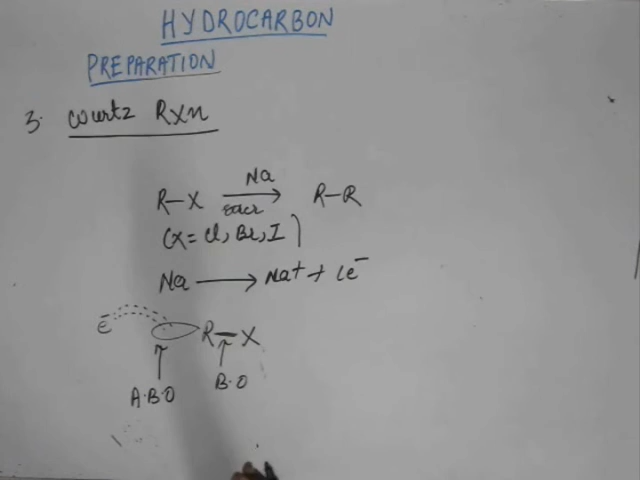 HYDROCARBON
PREPARATION
3. wurtz Rxn
R-X Na → R-R
(X = Cl, Br, I)
Na → Na+ + 1e-
e- R-X
A.B.O B.O